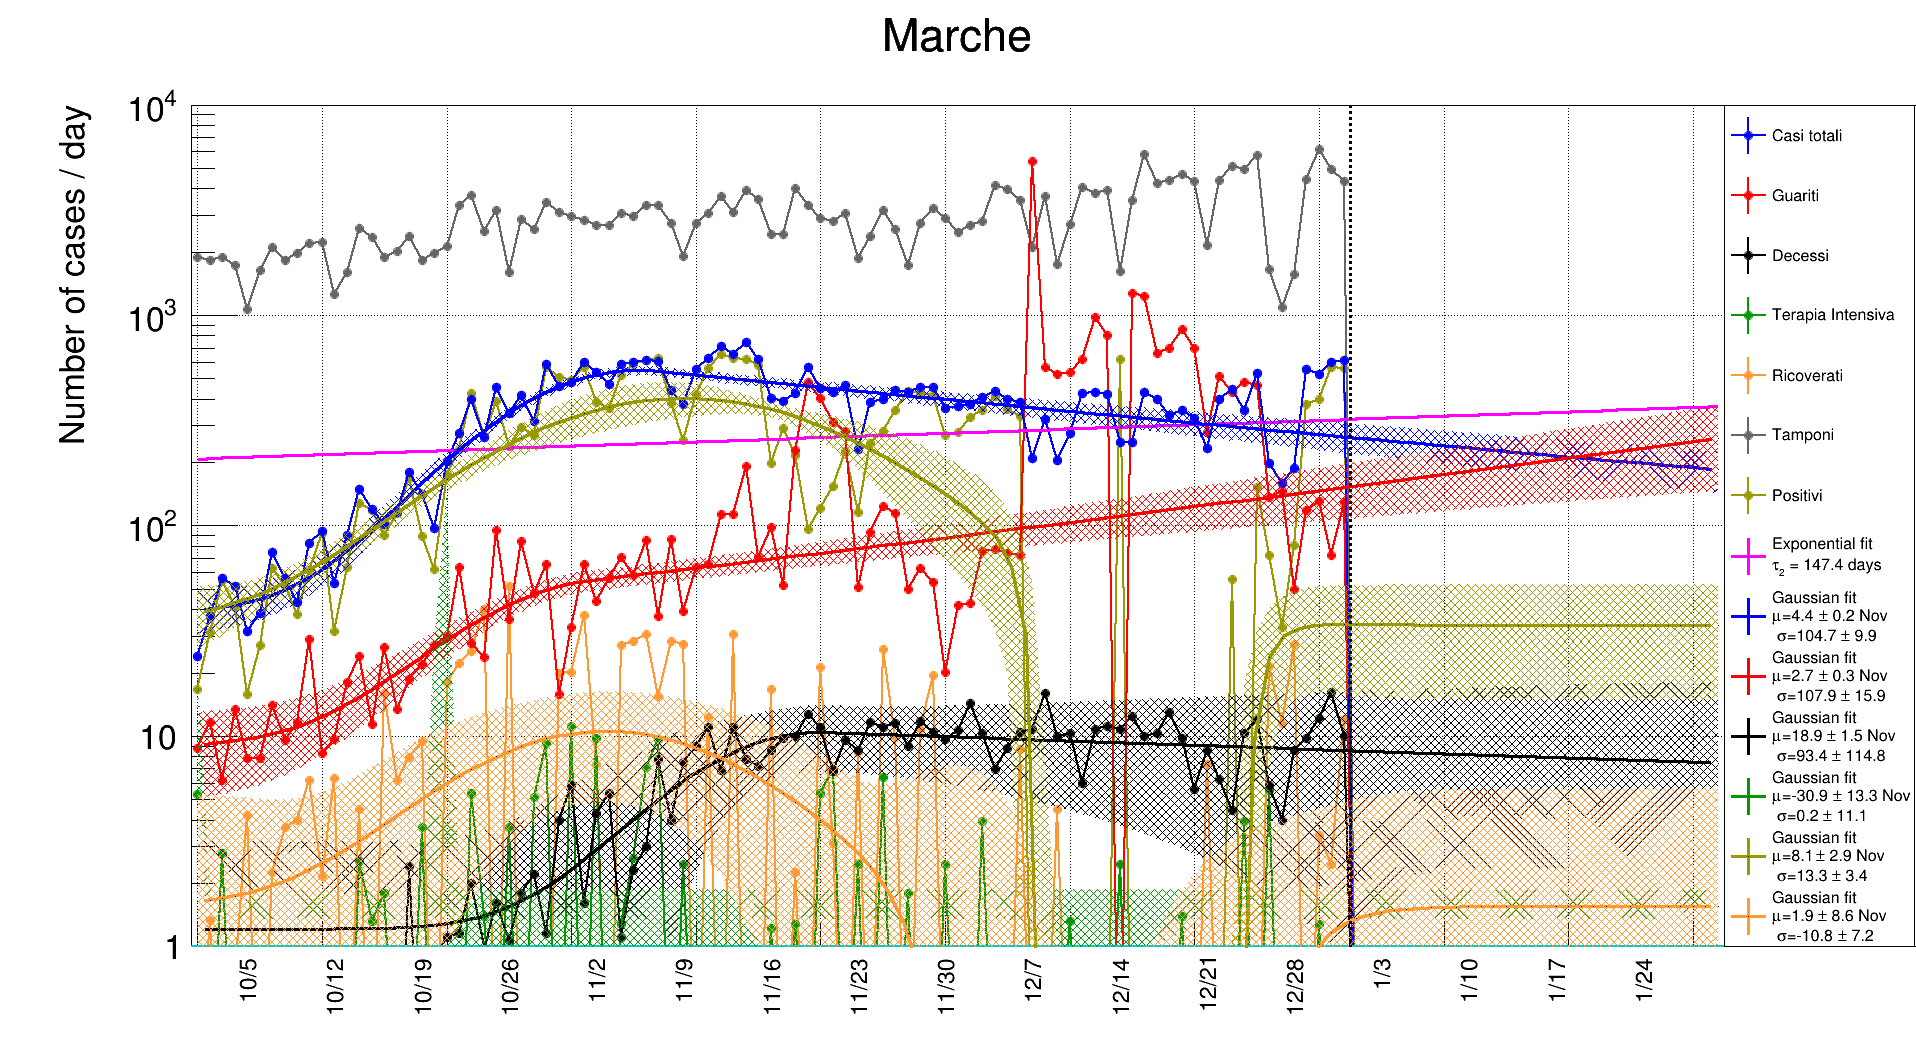 Marche
Number of cases / day
10^4
10^3
10^2
10
1
10/5
10/12
10/19
10/26
11/2
11/9
11/16
11/23
11/30
12/7
12/14
12/21
12/28
1/3
1/10
1/17
1/24
Casi totali
Guariti
Decessi
Terapia Intensiva
Ricoverati
Tamponi
Positivi
Exponential fit
τ_2 = 147.4 days
Gaussian fit
μ=4.4 ± 0.2 Nov
σ=104.7 ± 9.9
Gaussian fit
μ=2.7 ± 0.3 Nov
σ=107.9 ± 15.9
Gaussian fit
μ=18.9 ± 1.5 Nov
σ=93.4 ± 114.8
Gaussian fit
μ=-30.9 ± 13.3 Nov
σ=0.2 ± 11.1
Gaussian fit
μ=8.1 ± 2.9 Nov
σ=13.3 ± 3.4
Gaussian fit
μ=1.9 ± 8.6 Nov
σ=-10.8 ± 7.2